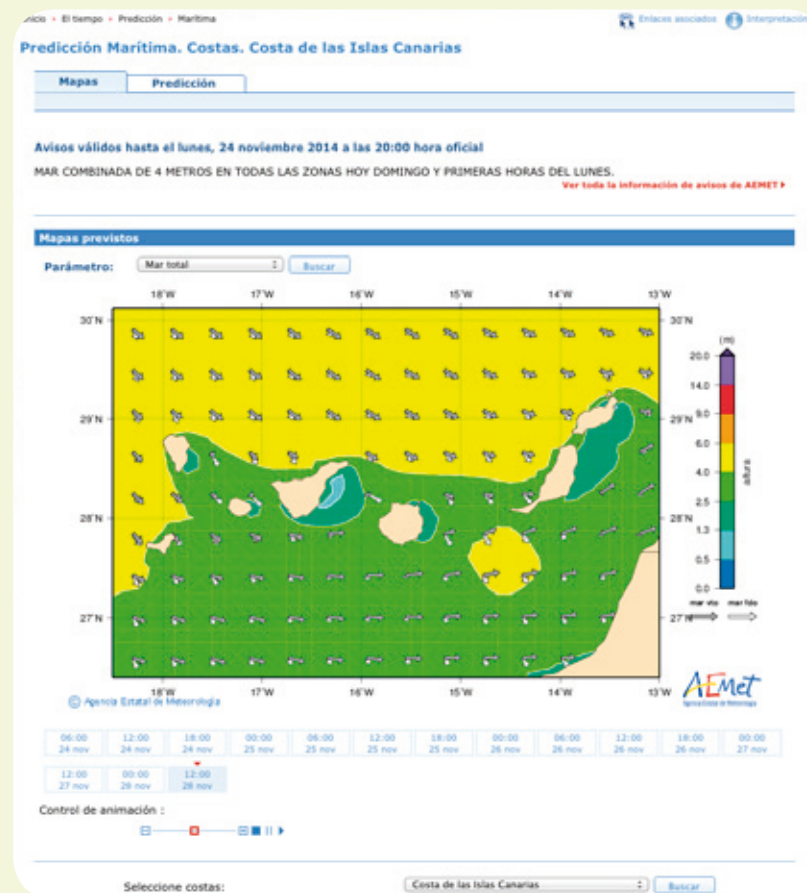 Inicio › El tiempo › Predicción › Marítima
Enlaces asociados
Interpretación
Predicción Marítima. Costas. Costa de las Islas Canarias
Mapas
Predicción
Avisos válidos hasta el lunes, 24 noviembre 2014 a las 20:00 hora oficial
MAR COMBINADA DE 4 METROS EN TODAS LAS ZONAS HOY DOMINGO Y PRIMERAS HORAS DEL LUNES.
Ver toda la información de avisos de AEMET
Mapas previstos
Parámetro: Mar total Buscar
18°W 17°W 16°W 15°W 14°W 13°W
30°N 30°N
29°N 29°N
28°N 28°N
27°N 27°N
(m)
20.0
14.0
9.0
6.0
4.0
2.5
1.3
0.5
0.0
altura
mar vto mar fdo
18°W 17°W 16°W 15°W 14°W 13°W
AEMet
Agencia Estatal de Meteorología
© Agencia Estatal de Meteorología
06:00 12:00 18:00 00:00 06:00 12:00 18:00 00:00 06:00 12:00 18:00 00:00
24 nov 24 nov 24 nov 25 nov 25 nov 25 nov 25 nov 26 nov 26 nov 26 nov 26 nov 27 nov
12:00 00:00 12:00
27 nov 28 nov 28 nov
Control de animación :
Seleccione costas: Costa de las Islas Canarias Buscar